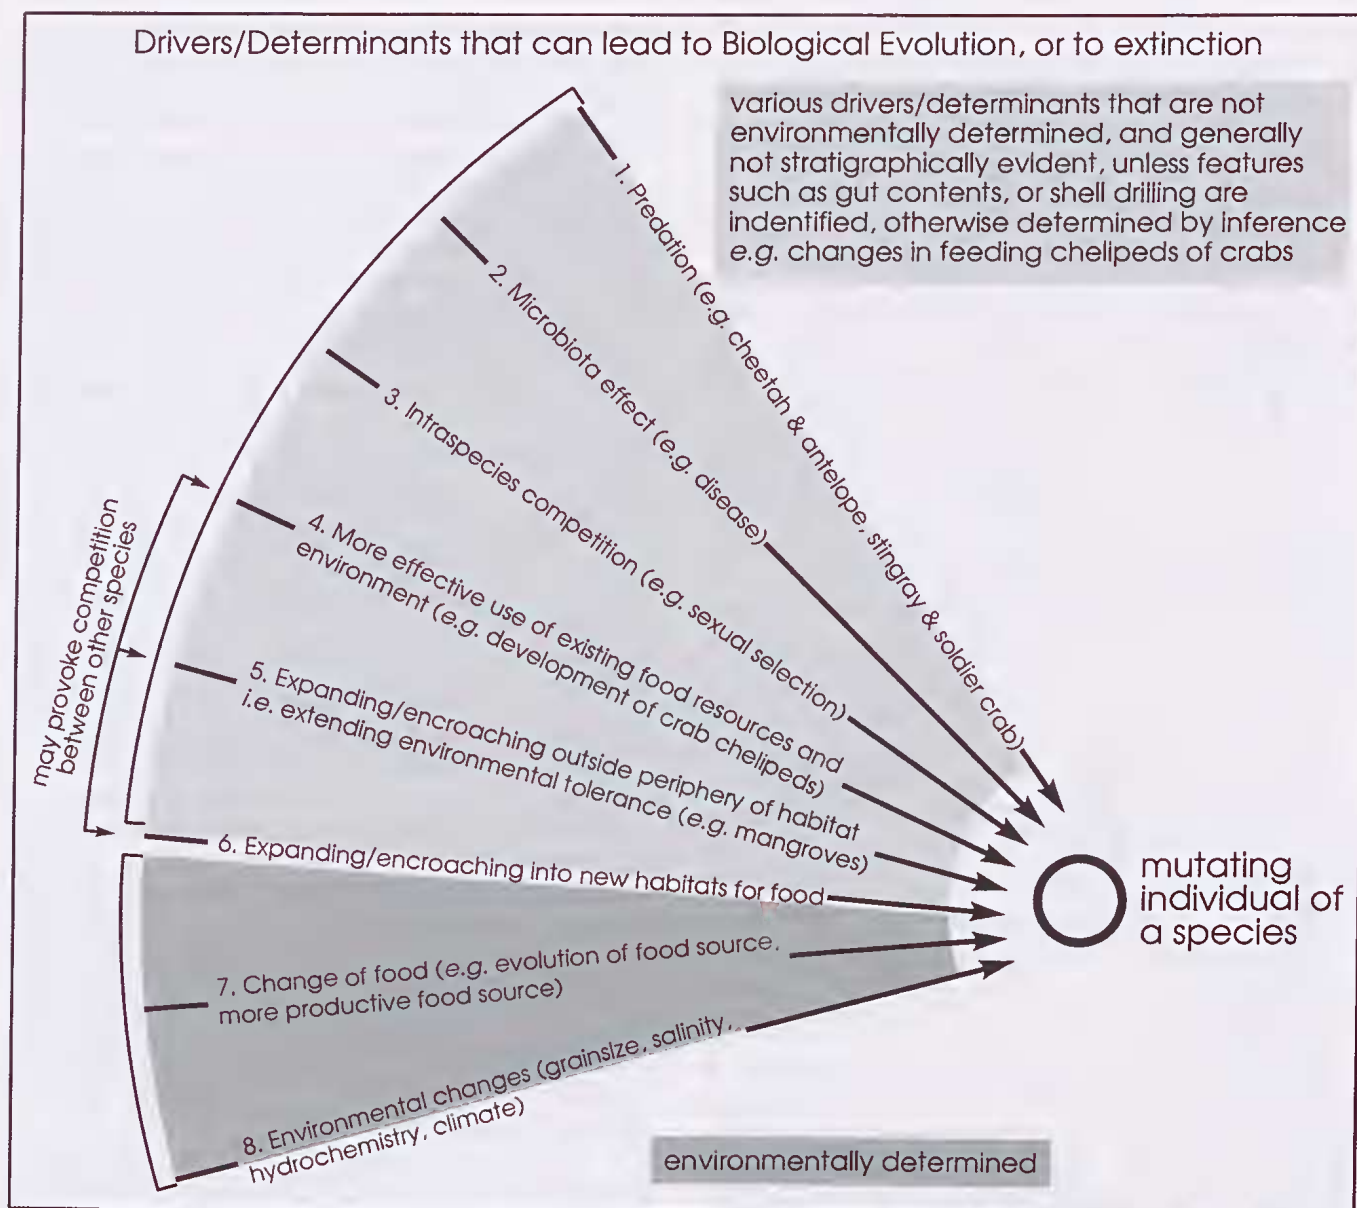 Drivers/Determinants that can lead to Biological Evolution, or to extinction
various drivers/determinants that are not
environmentally determined, and generally
not stratigraphically evident, unless features
such as gut contents, or shell drilling are
indentified, otherwise determined by inference
e.g. changes in feeding chelipeds of crabs
1. Predation (e.g. cheetah & antelope, stingray & soldier crab)
2. Microbiota effect (e.g. disease)
3. Intraspecies competition (e.g. sexual selection)
4. More effective use of existing food resources and
environment (e.g. development of crab chelipeds)
5. Expanding/encroaching outside periphery of habitat
i.e. extending environmental tolerance (e.g. mangroves)
6. Expanding/encroaching into new habitats for food
7. Change of food (e.g. evolution of food source.
more productive food source)
8. Environmental changes (grainsize, salinity,
hydrochemistry, climate)
may provoke competition
between other species
mutating
individual of
a species
environmentally determined